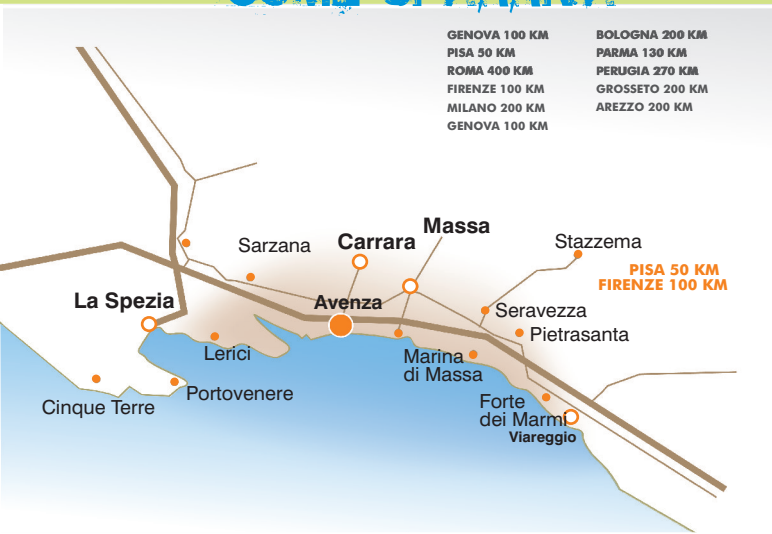 GENOVA 100 KM
PISA 50 KM
ROMA 400 KM
FIRENZE 100 KM
MILANO 200 KM
GENOVA 100 KM
BOLOGNA 200 KM
PARMA 130 KM
PERUGIA 270 KM
GROSSETO 200 KM
AREZZO 200 KM
Massa
Carrara
Sarzana
Stazzema
PISA 50 KM
FIRENZE 100 KM
La Spezia
Avenza
Seravezza
Pietrasanta
Lerici
Marina
di Massa
Portovenere
Cinque Terre
Forte
dei Marmi
Viareggio